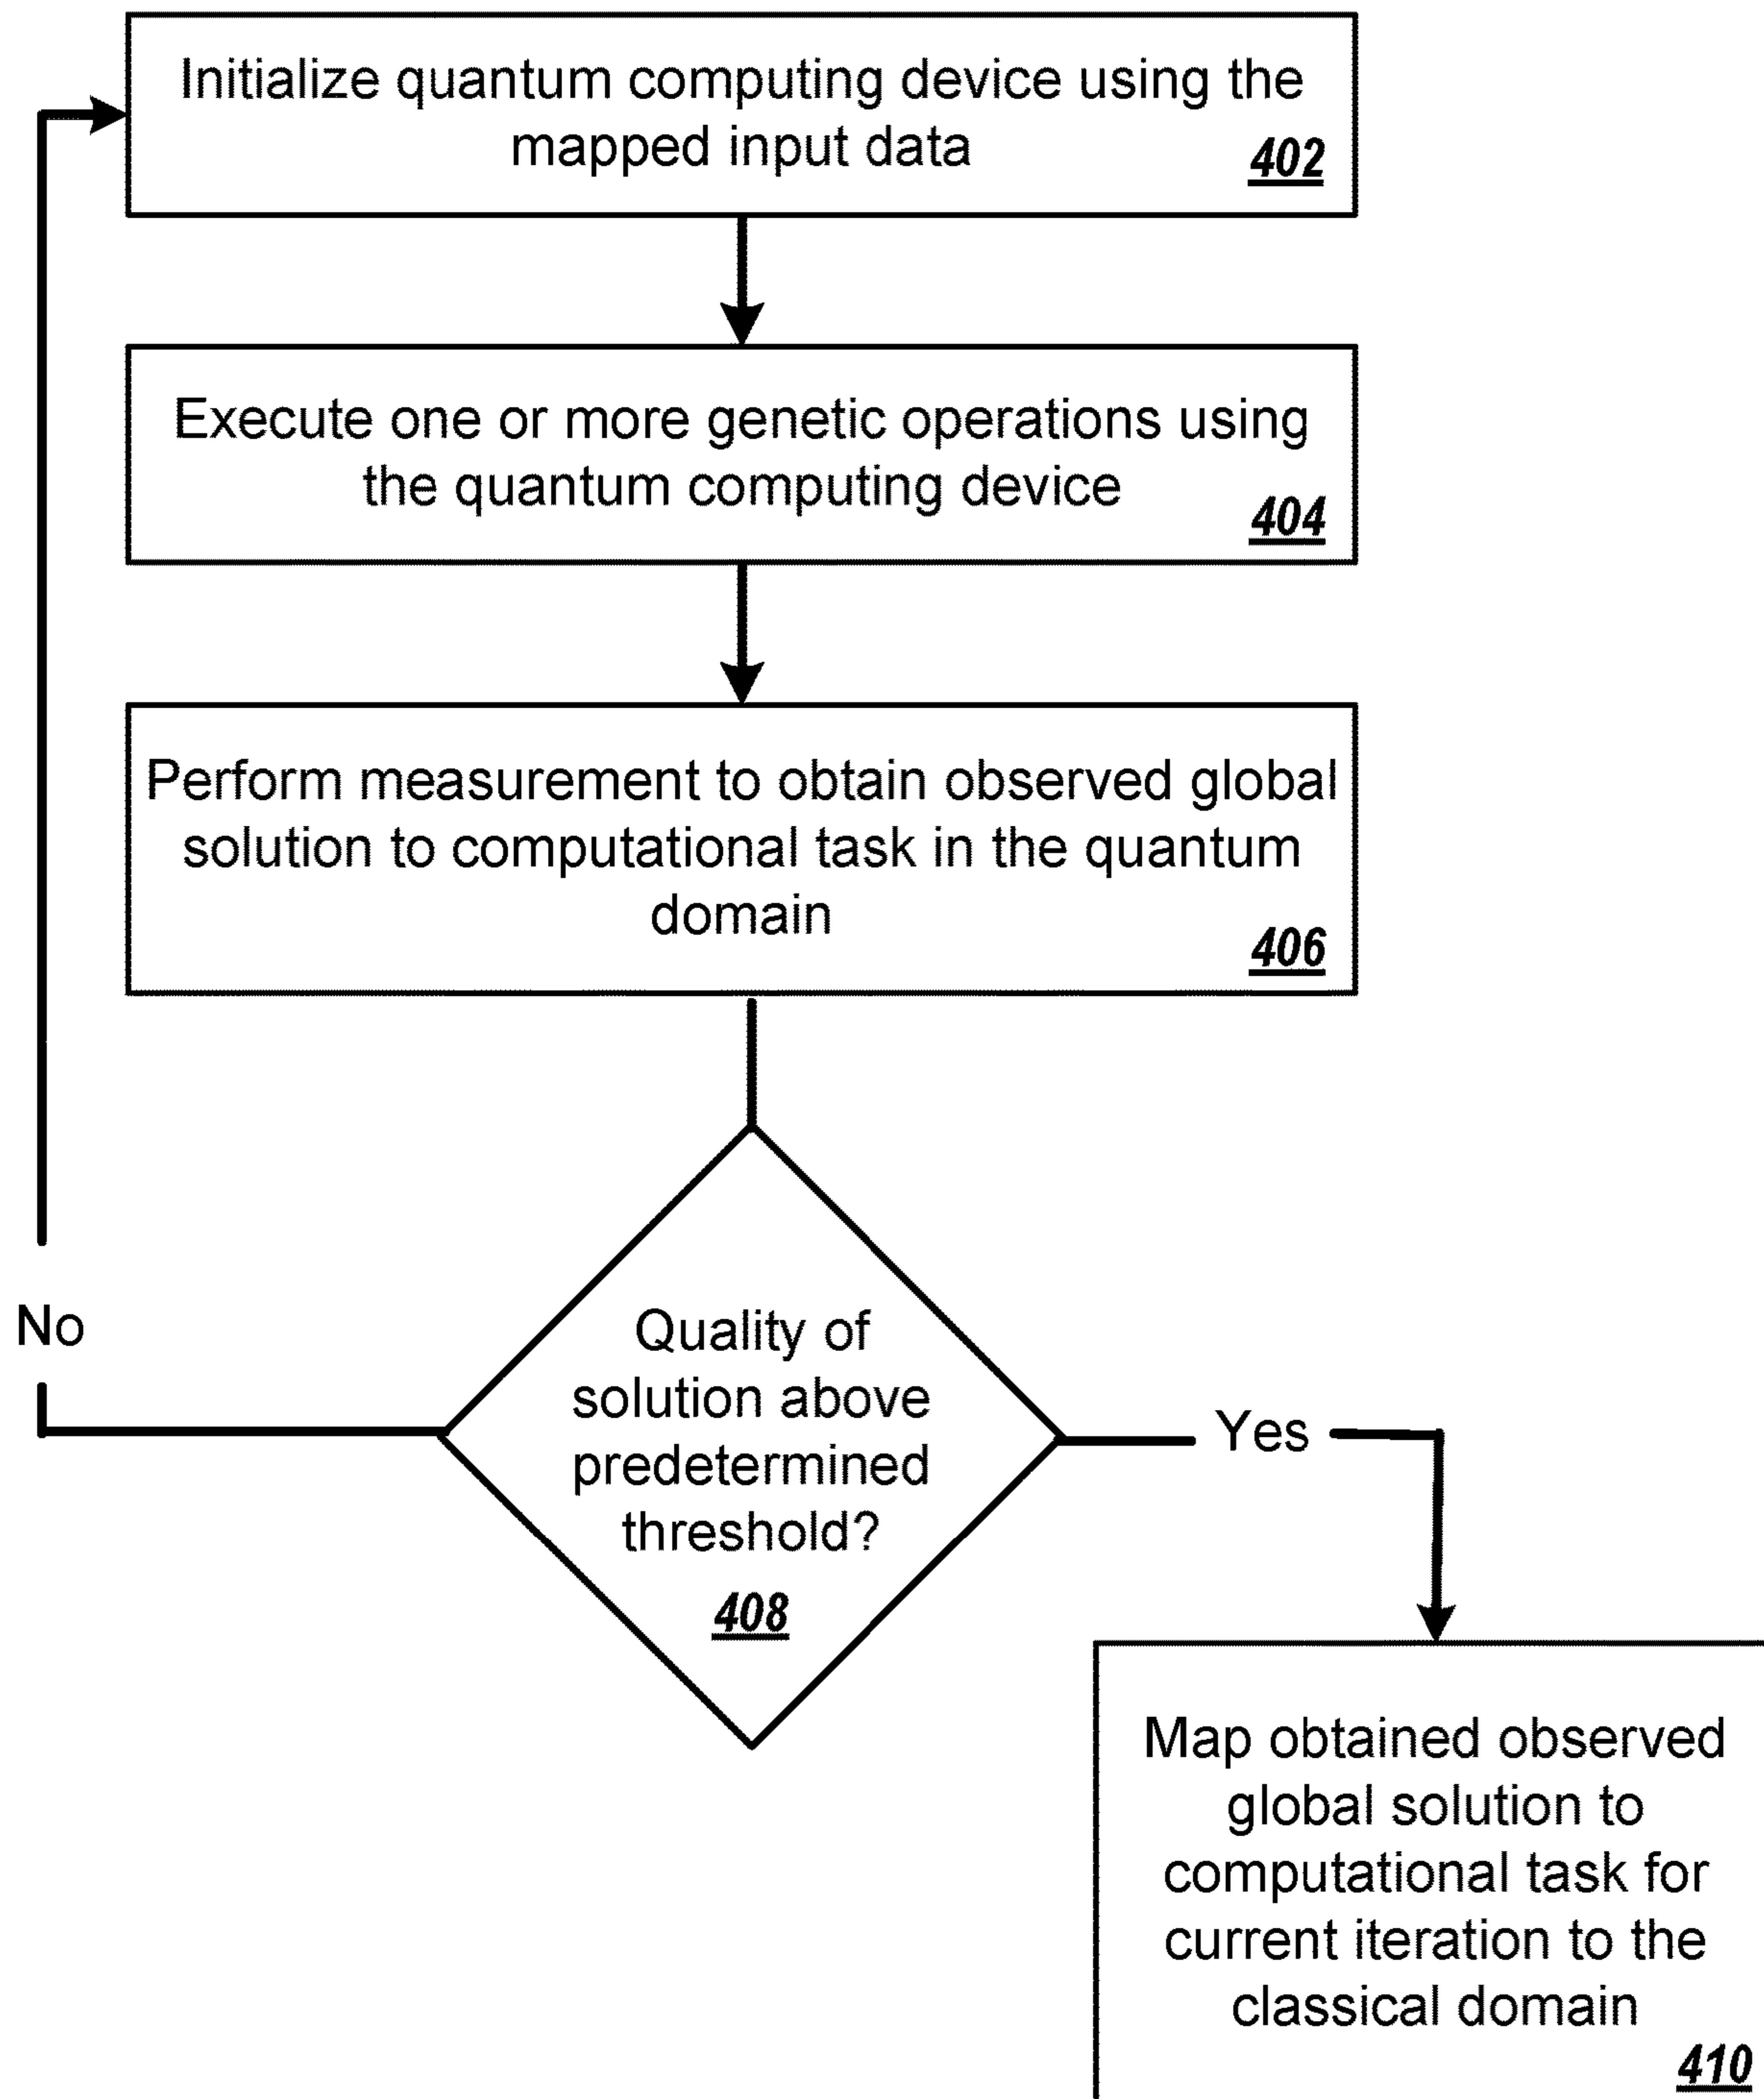 Initialize quantum computing device using the
mapped input data
402
Execute one or more genetic operations using
the quantum computing device
404
Perform measurement to obtain observed global
solution to computational task in the quantum
domain
406
No
Quality of
solution above
predetermined
threshold?
408
Yes
Map obtained observed
global solution to
computational task for
current iteration to the
classical domain
410